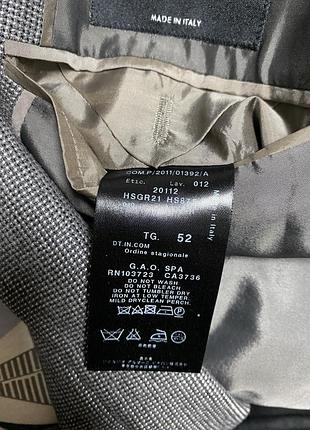 MADE IN ITALY
COM.P/2011/01392/A
Etic. Lav. 012
20112
HSGR21
TG. 52
DT.IN.COM
Ordine stagionale
G.A.O. SPA
RN103723 CA3736
DO NOT WASH
DO NOT BLEACH
DO NOT TUMBLER DRY
IRON AT LOW TEMPER.
MILD DRYCLEAN PERCH.
Made in Italy